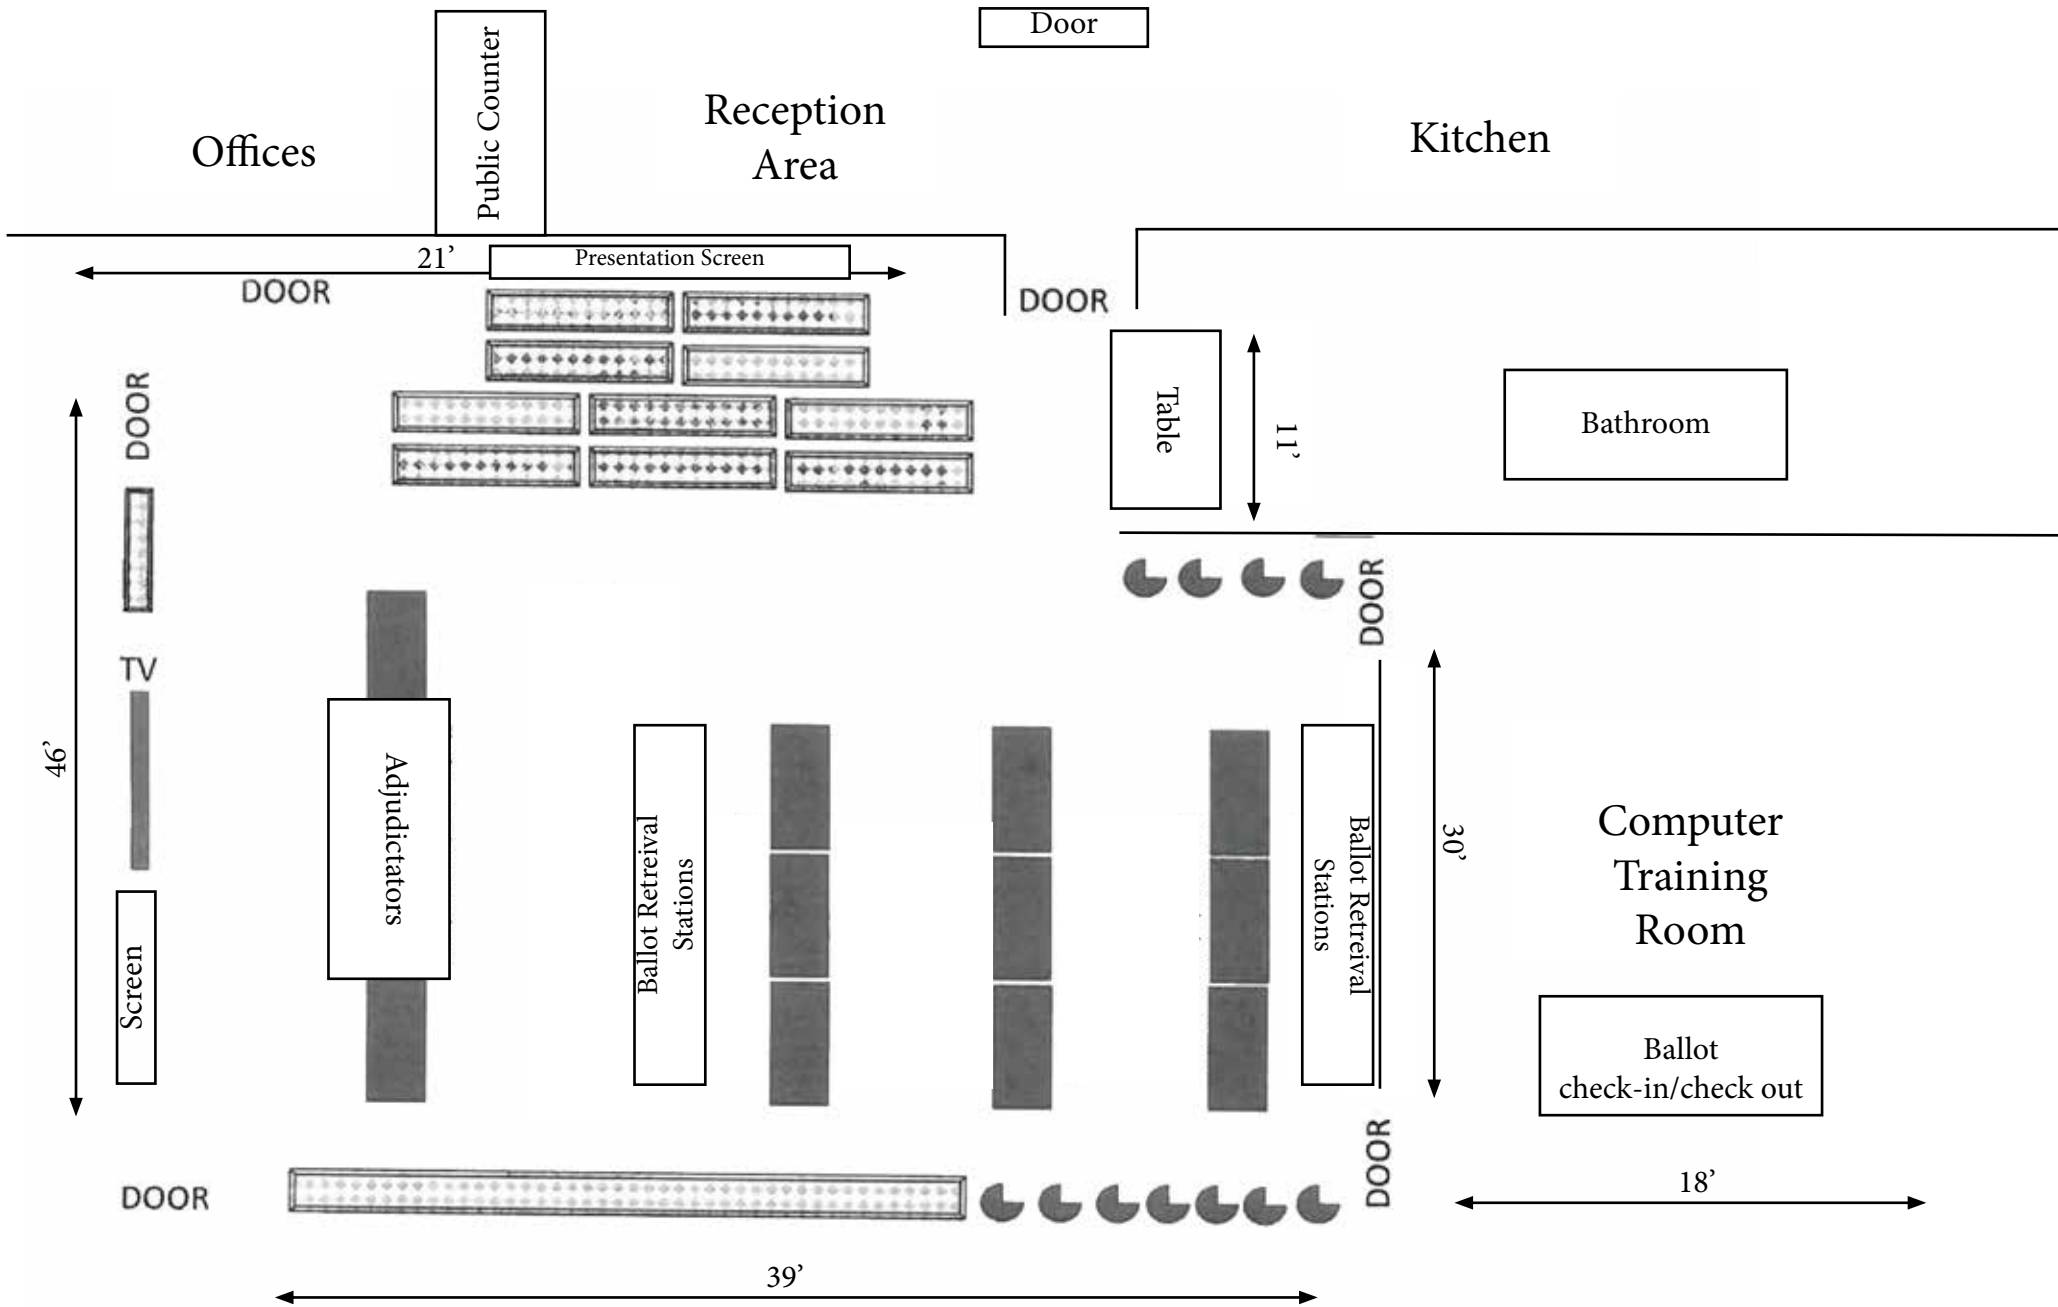 Door
Public Counter
Reception
Area
Offices
Kitchen
21’
Presentation Screen
DOOR
DOOR
DOOR
Table
11’
Bathroom
DOOR
TV
46’
Adjudictators
Ballot Retreival
Stations
Ballot Retreival
Stations
30’
Computer
Training
Room
Screen
Ballot
check-in/check out
DOOR
DOOR
18’
39’